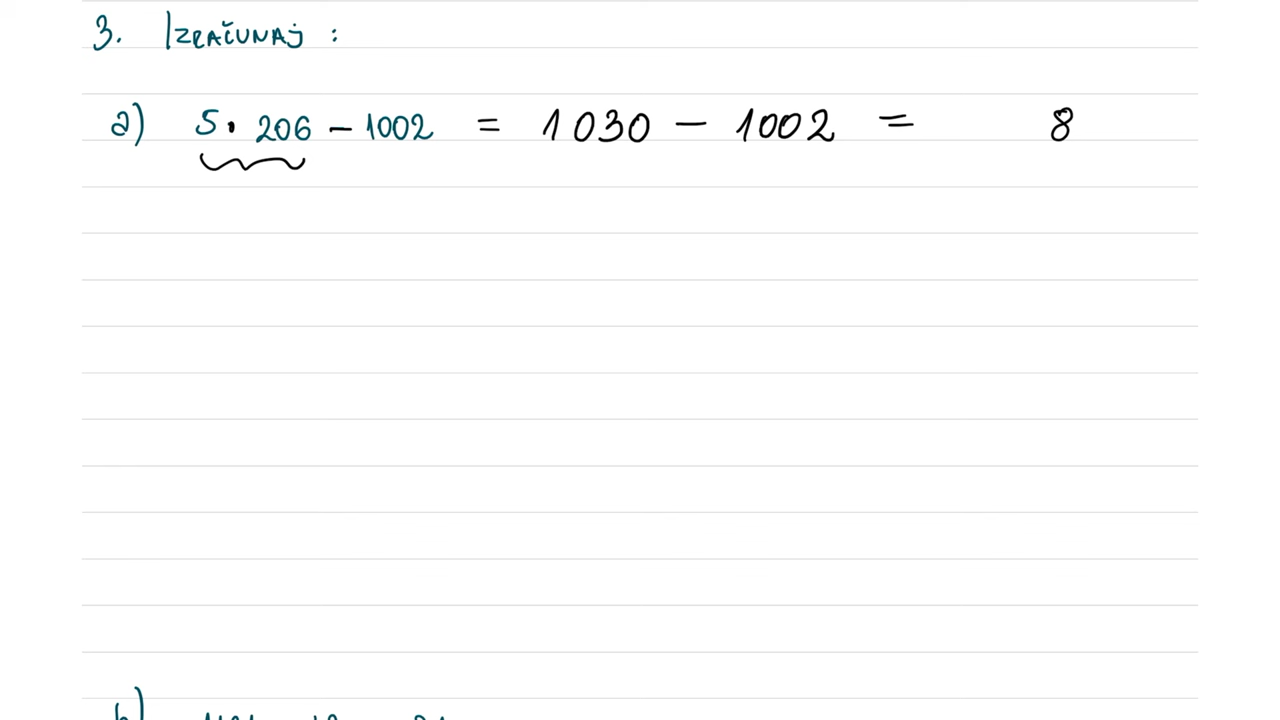 3. IZRAČUNAJ :
a) 5 · 206 – 1002 = 1030 – 1002 = 8
b)